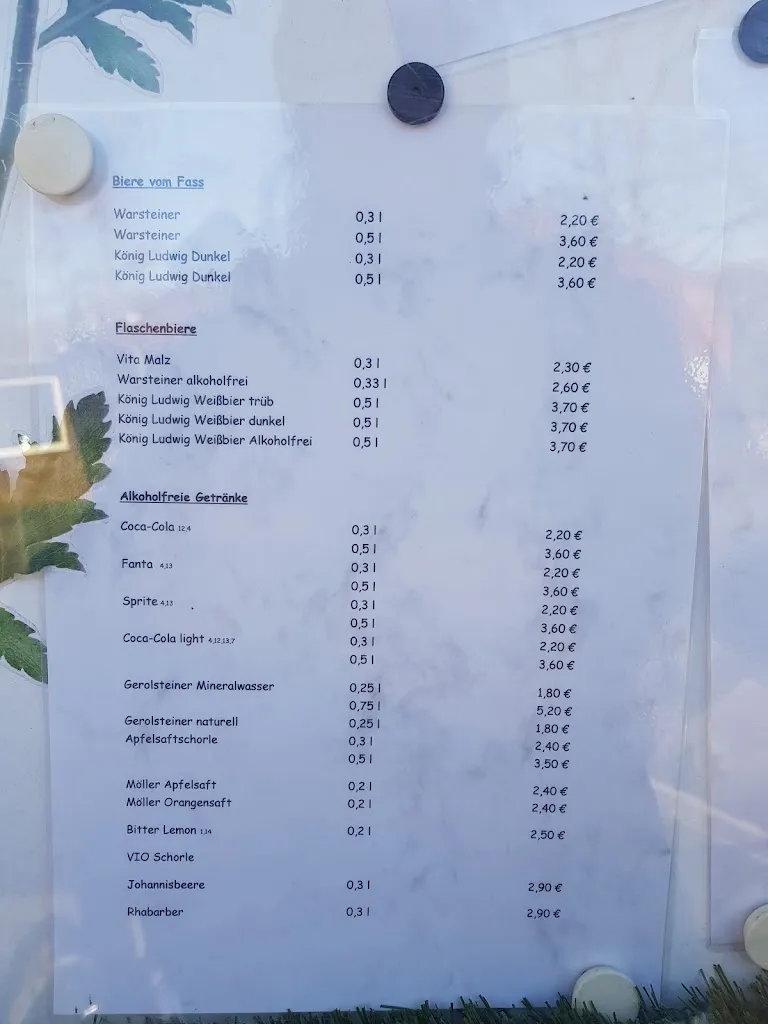 Biere vom Fass
Warsteiner 0,3 l 2,20 €
Warsteiner 0,5 l 3,60 €
König Ludwig Dunkel 0,3 l 2,20 €
König Ludwig Dunkel 0,5 l 3,60 €
Flaschenbiere
Vita Malz 0,3 l 2,30 €
Warsteiner alkoholfrei 0,33 l 2,60 €
König Ludwig Weißbier trüb 0,5 l 3,70 €
König Ludwig Weißbier dunkel 0,5 l 3,70 €
König Ludwig Weißbier Alkoholfrei 0,5 l 3,70 €
Alkoholfreie Getränke
Coca-Cola 12,4 0,3 l 2,20 €
0,5 l 3,60 €
Fanta 4,13 0,3 l 2,20 €
0,5 l 3,60 €
Sprite 4,13 0,3 l 2,20 €
0,5 l 3,60 €
Coca-Cola light 4,12,13,7 0,3 l 2,20 €
0,5 l 3,60 €
Gerolsteiner Mineralwasser 0,25 l 1,80 €
0,75 l 5,20 €
Gerolsteiner naturell 0,25 l 1,80 €
Apfelsaftschorle 0,3 l 2,40 €
0,5 l 3,50 €
Möller Apfelsaft 0,2 l 2,40 €
Möller Orangensaft 0,2 l 2,40 €
Bitter Lemon 1,14 0,2 l 2,50 €
VIO Schorle
Johannisbeere 0,3 l 2,90 €
Rhabarber 0,3 l 2,90 €